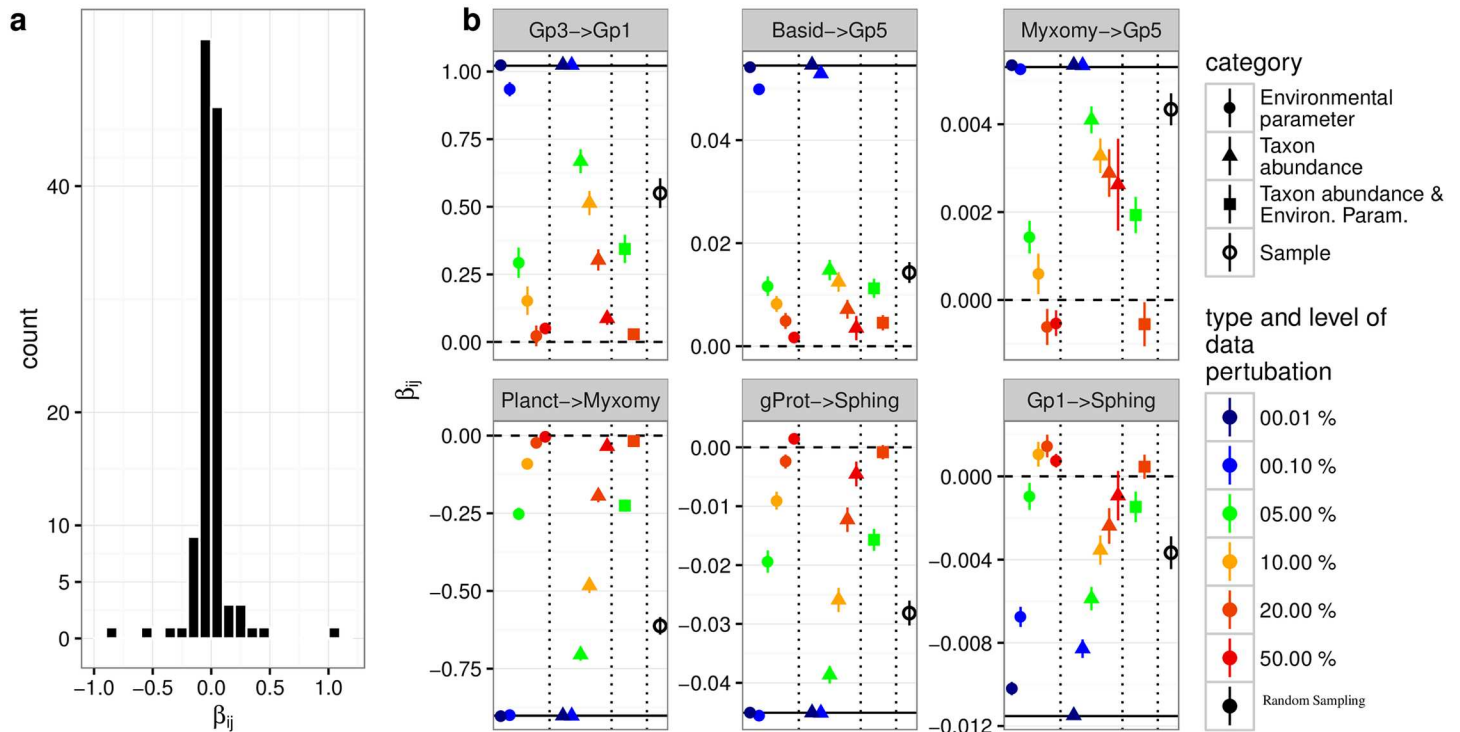 a
count
40
20
10
5
0
−1.0 −0.5 0.0 0.5 1.0
βij
b
βij
Gp3−>Gp1
1.00
0.75
0.50
0.25
0.00
Basid−>Gp5
0.04
0.02
0.00
Myxomy−>Gp5
0.004
0.002
0.000
Planct−>Myxomy
0.00
−0.25
−0.50
−0.75
gProt−>Sphing
0.00
−0.01
−0.02
−0.03
−0.04
Gp1−>Sphing
0.000
−0.004
−0.008
−0.012
category
Environmental
parameter
Taxon
abundance
Taxon abundance &
Environ. Param.
Sample
type and level of
data
pertubation
00.01 %
00.10 %
05.00 %
10.00 %
20.00 %
50.00 %
Random Sampling